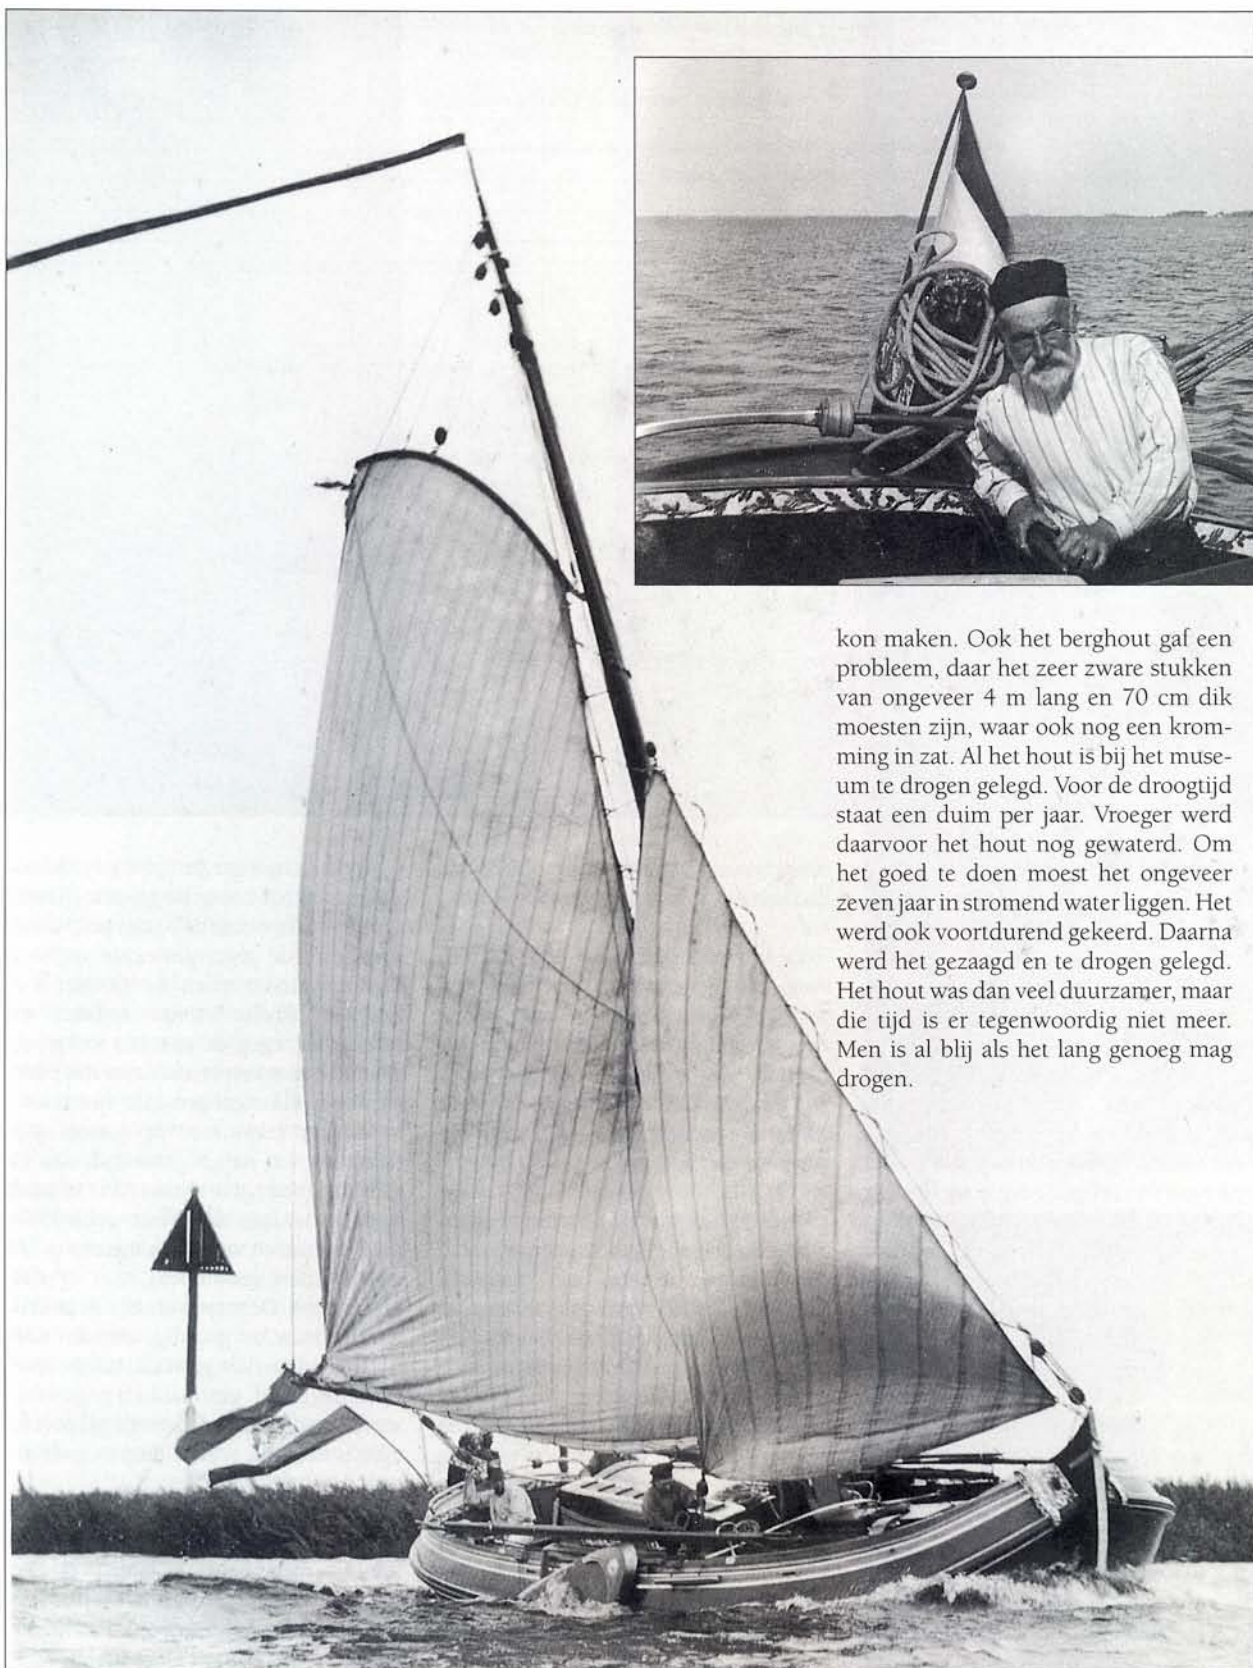 kon maken. Ook het berghout gaf een
probleem, daar het zeer zware stukken
van ongeveer 4 m lang en 70 cm dik
moesten zijn, waar ook nog een krom-
ming in zat. Al het hout is bij het muse-
um te drogen gelegd. Voor de droogtijd
staat een duim per jaar. Vroeger werd
daarvoor het hout nog gewaterd. Om
het goed te doen moest het ongeveer
zeven jaar in stromend water liggen. Het
werd ook voortdurend gekeerd. Daarna
werd het gezaagd en te drogen gelegd.
Het hout was dan veel duurzamer, maar
die tijd is er tegenwoordig niet meer.
Men is al blij als het lang genoeg mag
drogen.